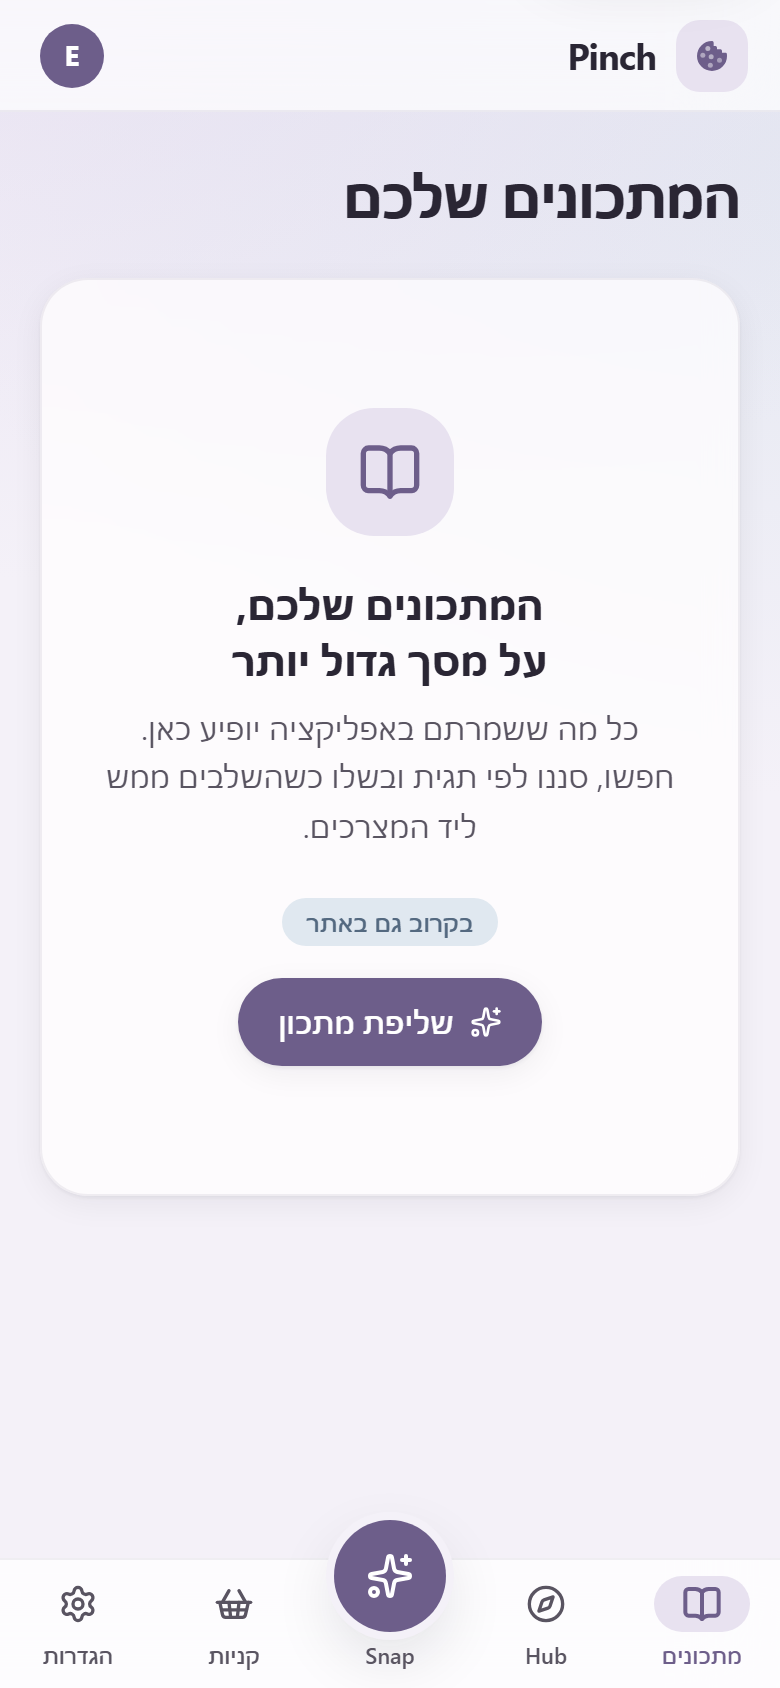 Pinch
E
המתכונים שלכם
המתכונים שלכם,
על מסך גדול יותר
כל מה ששמרתם באפליקציה יופיע כאן.
חפשו, סננו לפי תגית ובשלו כשהשלבים ממש
ליד המצרכים.
בקרוב גם באתר
שליפת מתכון
מתכונים
Hub
Snap
קניות
הגדרות